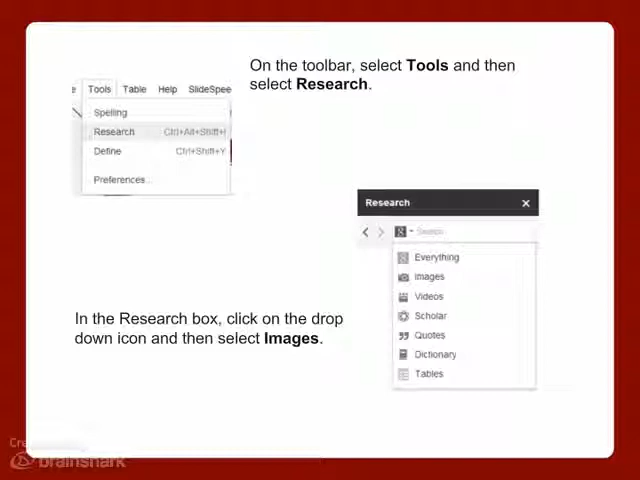 On the toolbar, select Tools and then
select Research.
Tools Table Help SlideSpee
Spelling
Research Ctrl+Alt+Shift+I
Define Ctrl+Shift+Y
Preferences...
Research x
Search
Everything
Images
Videos
Scholar
Quotes
Dictionary
Tables
In the Research box, click on the drop
down icon and then select Images.
brainshark